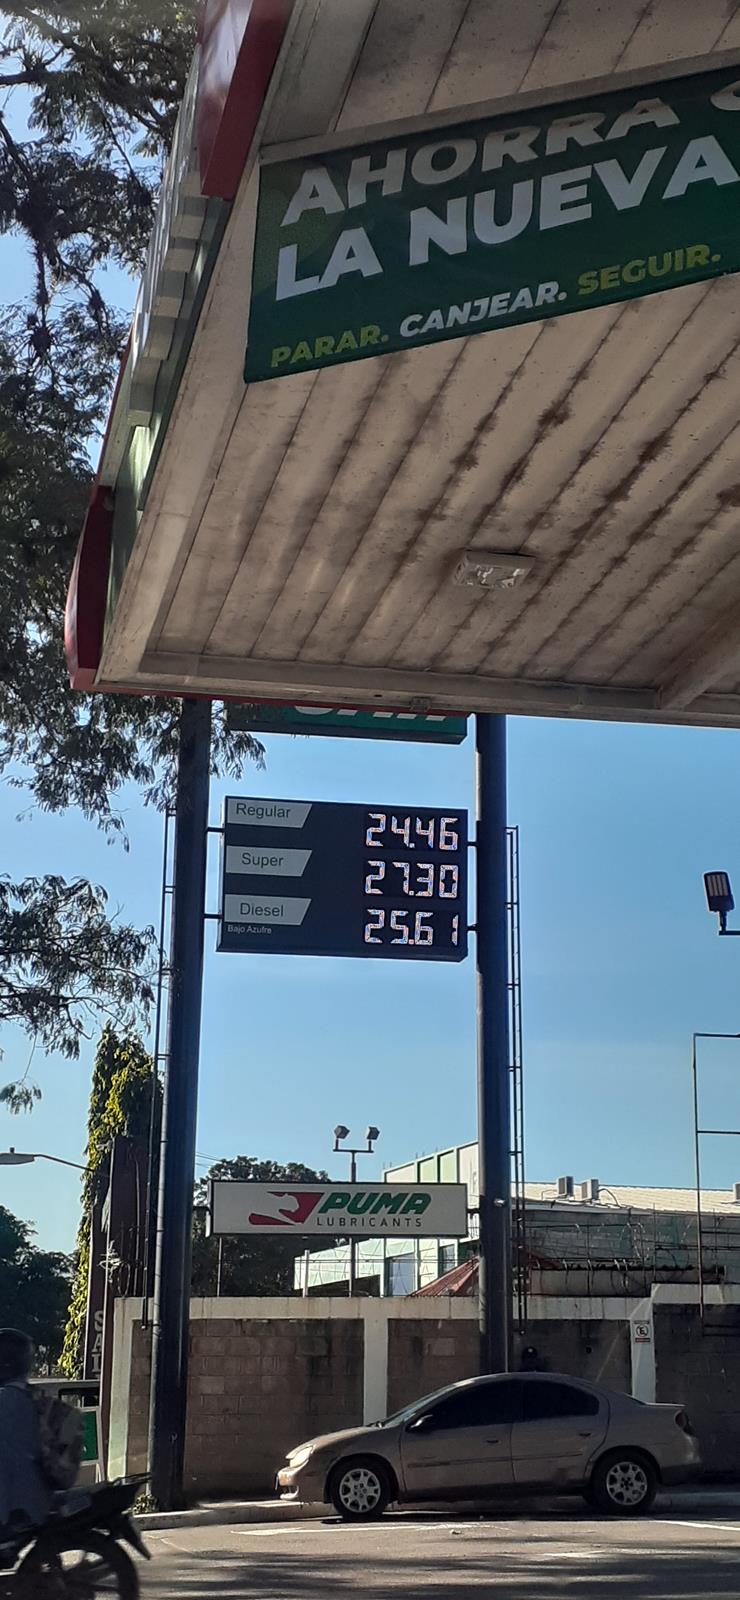 AHORRA
LA NUEVA
PARAR. CANJEAR. SEGUIR.
Regular 24.46
Super 27.30
Diesel 25.61
Bajo Azufre
PUMA
LUBRICANTS